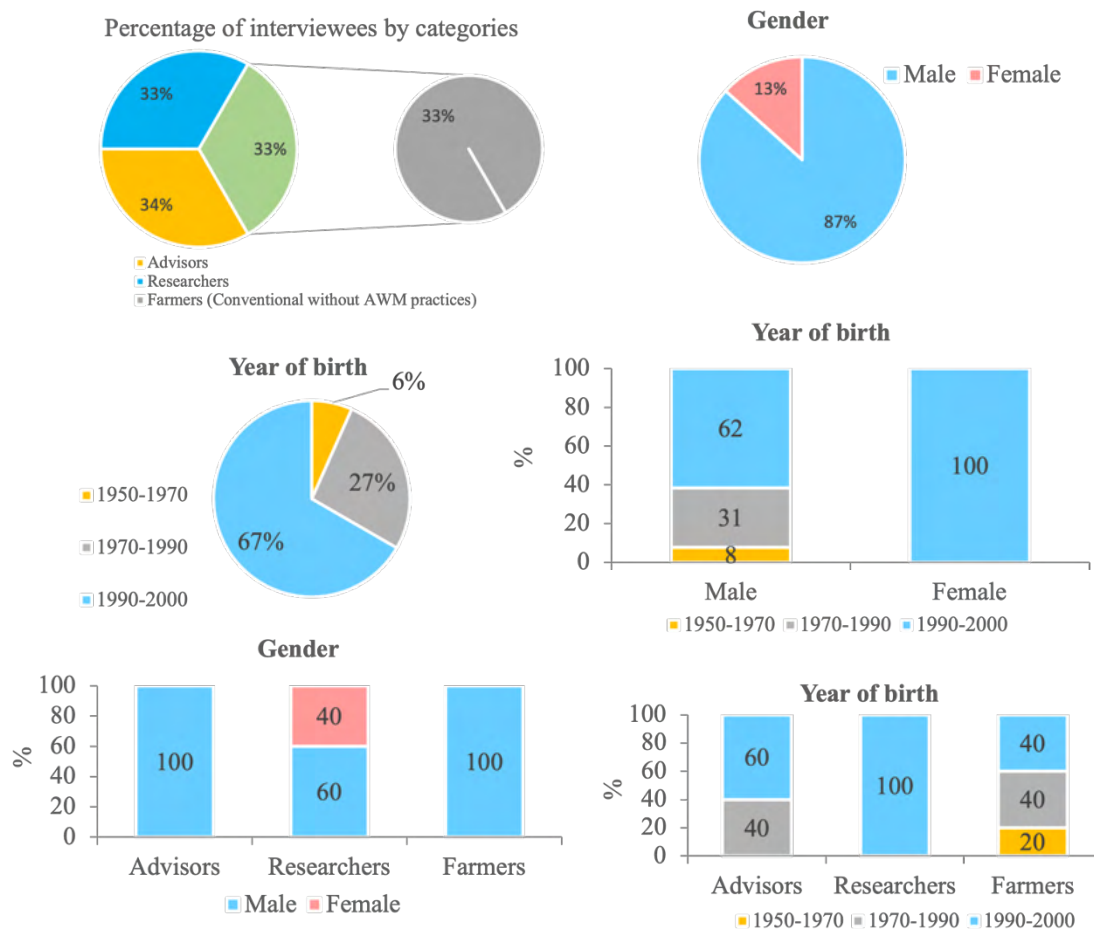 Percentage of interviewees by categories
33%
33%
34%
33%
Advisors
Researchers
Farmers (Conventional without AWM practices)
Gender
Male Female
13%
87%
Year of birth
6%
27%
67%
1950-1970
1970-1990
1990-2000
Year of birth
100
80
60
40
20
0
%
62
31
8
100
Male Female
1950-1970 1970-1990 1990-2000
Gender
100
80
60
40
20
0
%
100
40
60
100
Advisors Researchers Farmers
Male Female
Year of birth
100
80
60
40
20
0
%
60
40
100
40
40
20
Advisors Researchers Farmers
1950-1970 1970-1990 1990-2000